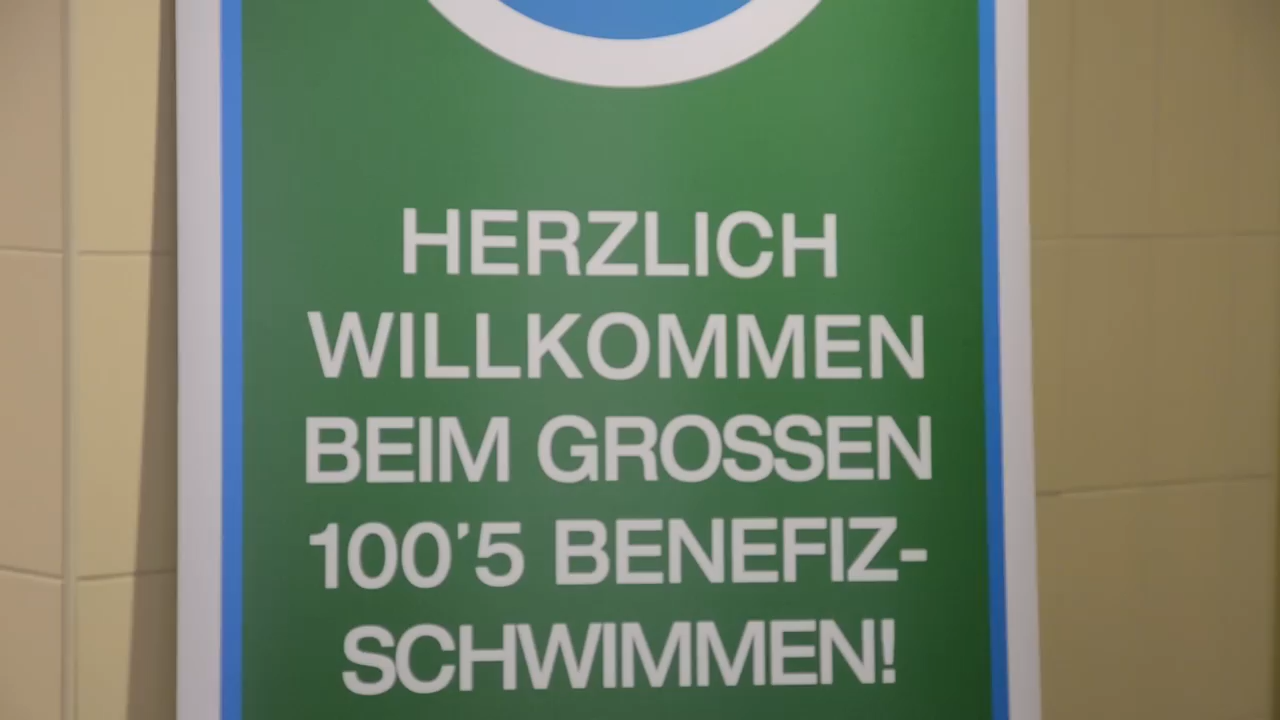 HERZLICH
WILLKOMMEN
BEIM GROSSEN
100'5 BENEFIZ-
SCHWIMMEN!